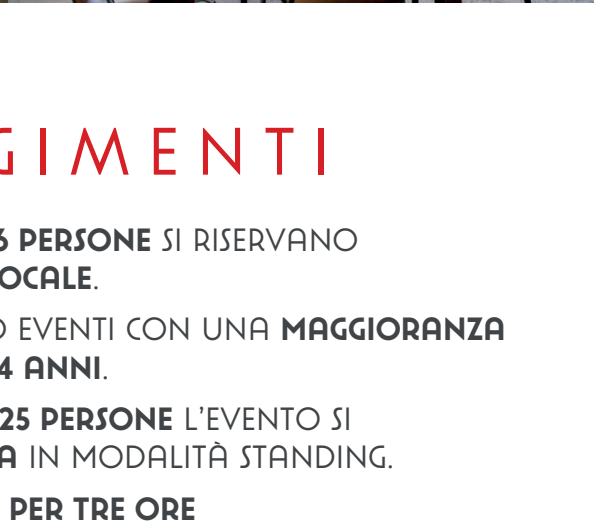 GIMENTI
6 PERSONE SI RISERVANO
OCALE.
O EVENTI CON UNA MAGGIORANZA
4 ANNI.
25 PERSONE L'EVENTO SI
A IN MODALITÀ STANDING.
PER TRE ORE